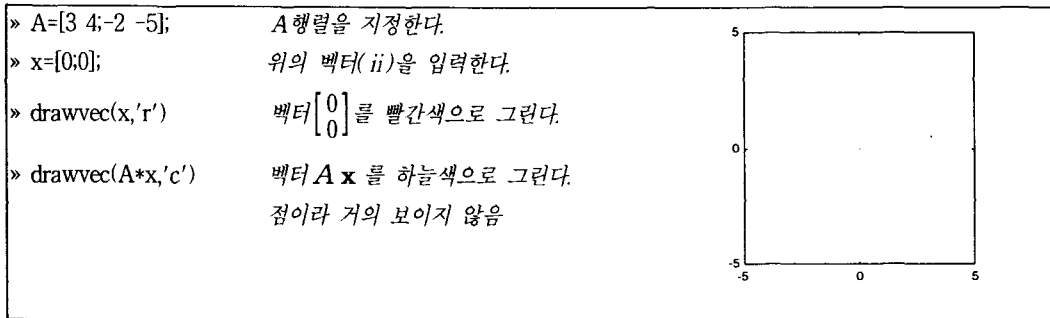 » A=[3 4;-2 -5]; A행렬을 지정한다.
» x=[0;0]; 위의 벡터(ii)을 입력한다.
» drawvec(x,'r') 벡터[0 0]를 빨간색으로 그린다.
» drawvec(A*x,'c') 벡터 A x 를 하늘색으로 그린다.
점이라 거의 보이지 않음
5
0
-5
-5 0 5